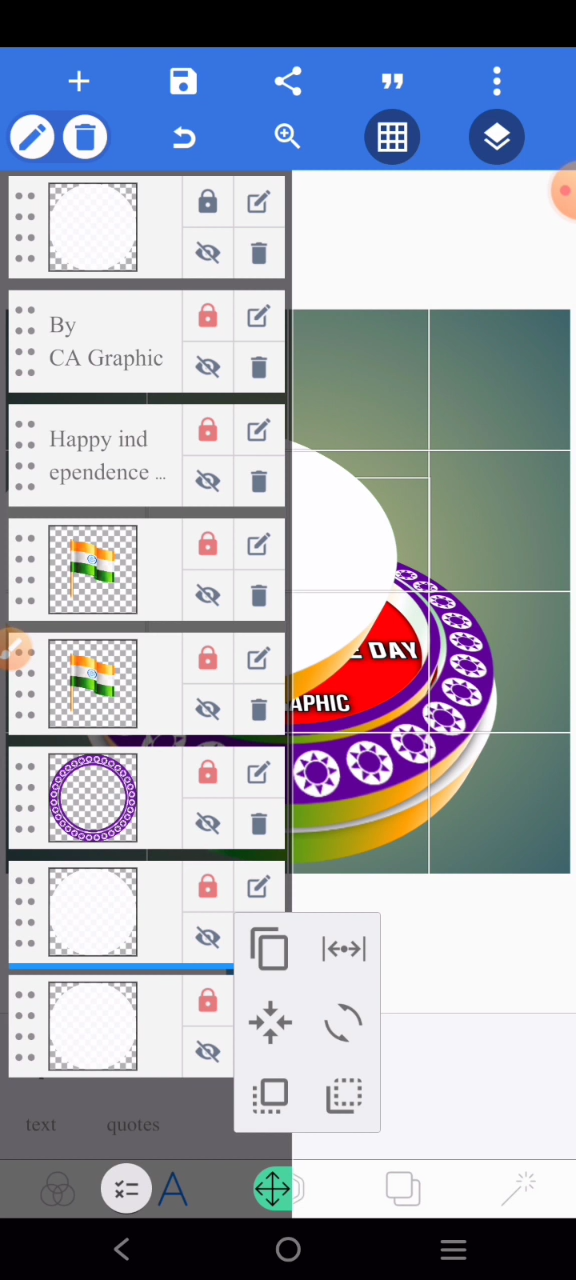 By
CA Graphic
Happy ind
ependence ...
E DAY
APHIC
text
quotes